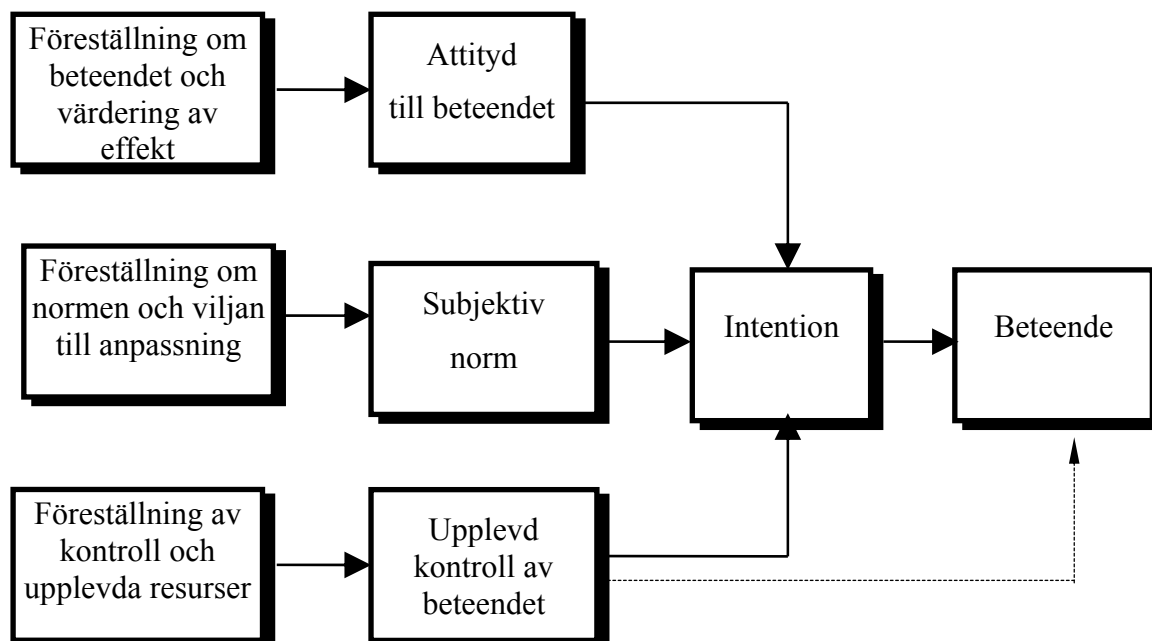 Föreställning om
beteendet och
värdering av
effekt
Attityd
till beteendet
Föreställning om
normen och viljan
till anpassning
Subjektiv
norm
Intention
Beteende
Föreställning av
kontroll och
upplevda resurser
Upplevd
kontroll av
beteendet